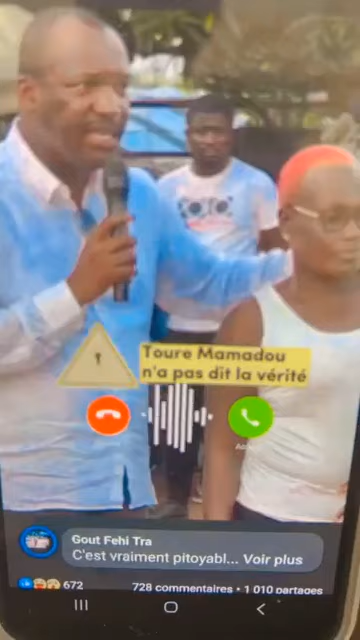 Toure Mamadou
n'a pas dit la vérité
Gout Fehi Tra
C'est vraiment pitoyabl... Voir plus
672
728 commentaires • 1 010 partages